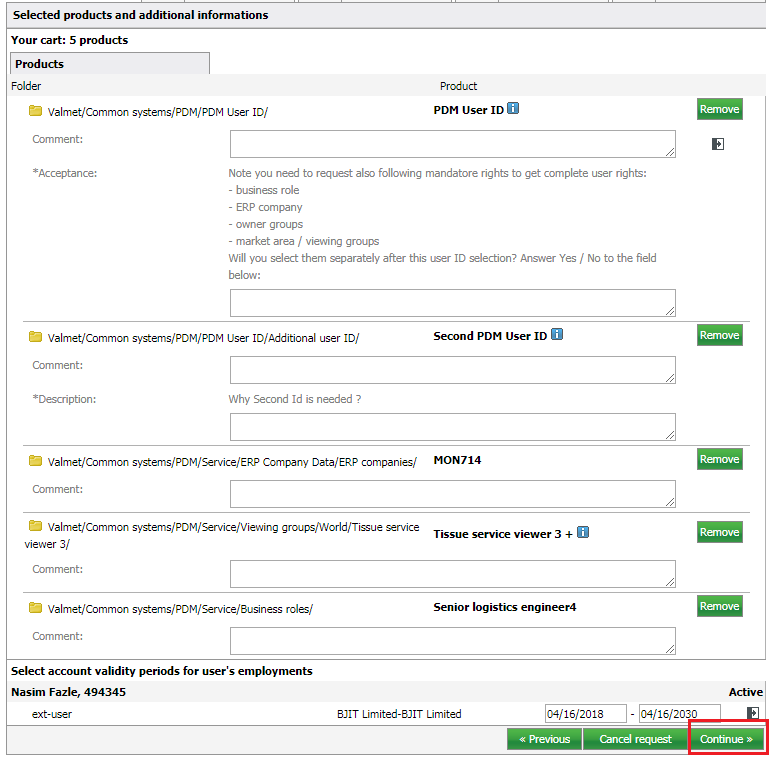 Selected products and additional informations
Your cart: 5 products
Products
Folder Product
Valmet/Common systems/PDM/PDM User ID/ PDM User ID Remove
Comment:
*Acceptance: Note you need to request also following mandatore rights to get complete user rights:
- business role
- ERP company
- owner groups
- market area / viewing groups
Will you select them separately after this user ID selection? Answer Yes / No to the field
below:
Valmet/Common systems/PDM/PDM User ID/Additional user ID/ Second PDM User ID Remove
Comment:
*Description: Why Second Id is needed ?
Valmet/Common systems/PDM/Service/ERP Company Data/ERP companies/ MON714 Remove
Comment:
Valmet/Common systems/PDM/Service/Viewing groups/World/Tissue service
viewer 3/ Tissue service viewer 3 + Remove
Comment:
Valmet/Common systems/PDM/Service/Business roles/ Senior logistics engineer4 Remove
Comment:
Select account validity periods for user's employments
Nasim Fazle, 494345 Active
ext-user BJIT Limited-BJIT Limited 04/16/2018 - 04/16/2030
« Previous Cancel request Continue »